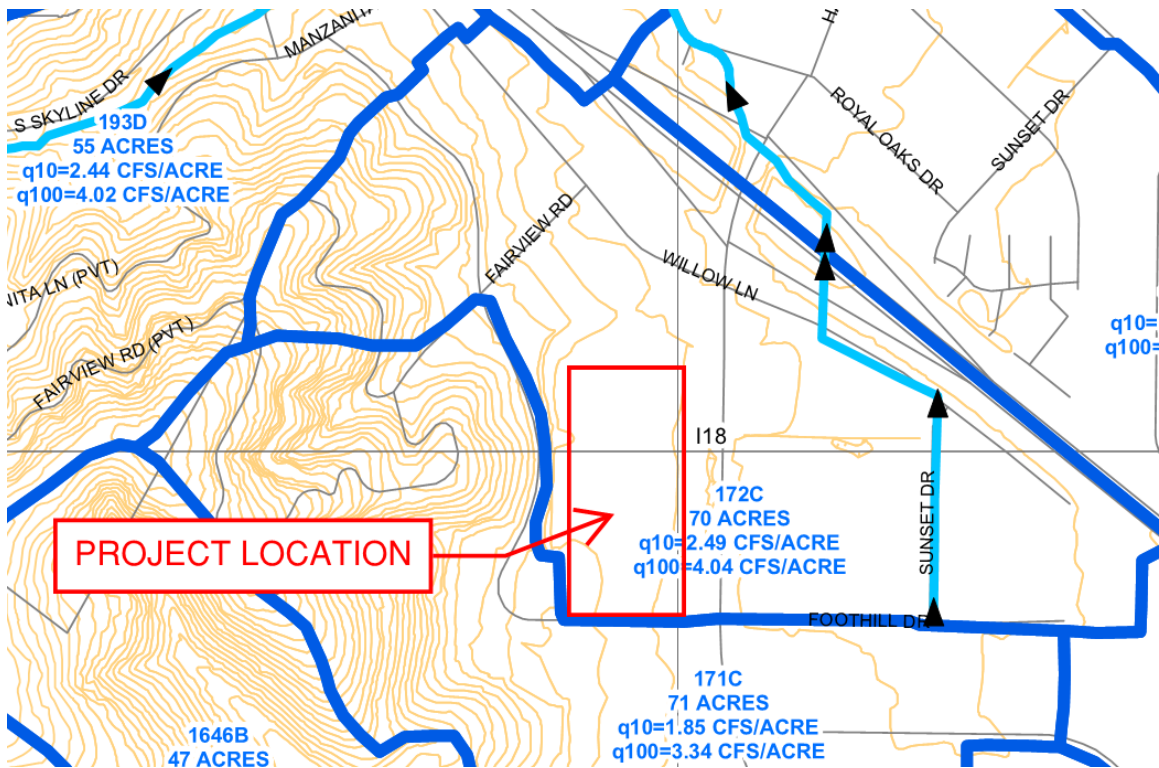 MANZANITA
S SKYLINE DR
193D
55 ACRES
q10=2.44 CFS/ACRE
q100=4.02 CFS/ACRE
ROYAL OAKS DR
SUNSET DR
FAIRVIEW RD
WILLOW LN
NITA LN (PVT)
FAIRVIEW RD (PVT)
q10=
q100=
I18
172C
70 ACRES
q10=2.49 CFS/ACRE
q100=4.04 CFS/ACRE
SUNSET DR
PROJECT LOCATION
FOOTHILL DR
171C
71 ACRES
q10=1.85 CFS/ACRE
q100=3.34 CFS/ACRE
1646B
47 ACRES